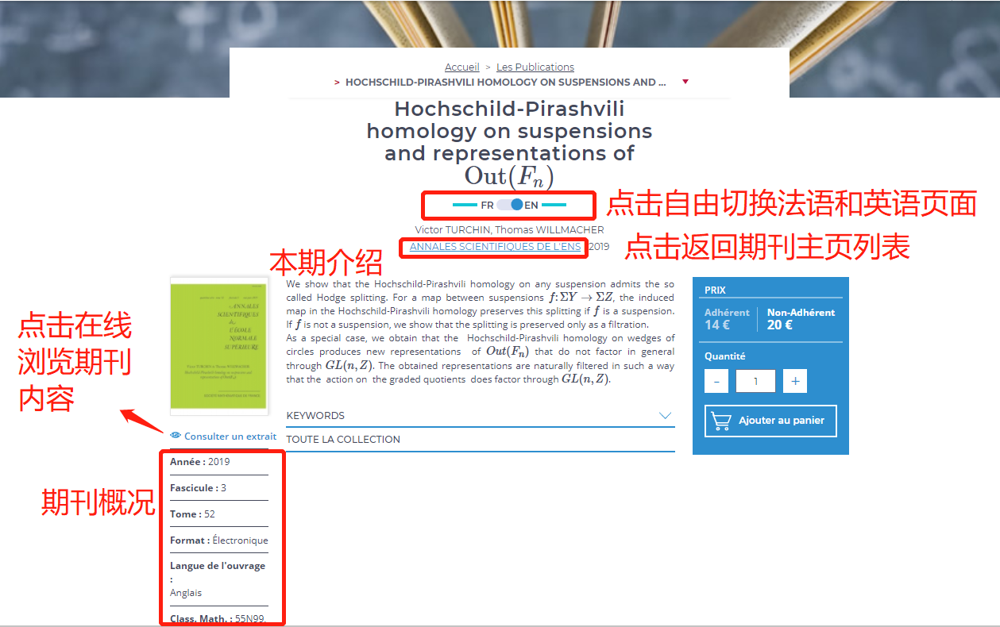 Accueil > Les Publications
> HOCHSCHILD-PIRASHVILI HOMOLOGY ON SUSPENSIONS AND ...
Hochschild-Pirashvili
homology on suspensions
and representations of
Out(Fₙ)
FR EN
点击自由切换法语和英语页面
Victor TURCHIN, Thomas WILLMACHER
ANNALES SCIENTIFIQUES DE L'ENS 2019
点击返回期刊主页列表
本期介绍
We show that the Hochschild-Pirashvili homology on any suspension admits the so
called Hodge splitting. For a map between suspensions f: ΣY → ΣZ, the induced
map in the Hochschild-Pirashvili homology preserves this splitting if f is a suspension.
If f is not a suspension, we show that the splitting is preserved only as a filtration.
As a special case, we obtain that the Hochschild-Pirashvili homology on wedges of
circles produces new representations of Out(Fₙ) that do not factor in general
through GL(n, Z). The obtained representations are naturally filtered in such a way
that the action on the graded quotients does factor through GL(n, Z).
KEYWORDS
TOUTE LA COLLECTION
PRIX
Adhérent
14 €
Non-Adhérent
20 €
Quantité
- 1 +
Ajouter au panier
ANNALES
SCIENTIFIQUES
de
L'ÉCOLE
NORMALE
SUPÉRIEURE
SOCIÉTÉ MATHÉMATIQUE DE FRANCE
点击在线
浏览期刊
内容
Consulter un extrait
期刊概况
Année : 2019
Fascicule : 3
Tome : 52
Format : Électronique
Langue de l'ouvrage
:
Anglais
Class. Math. : 55N99,